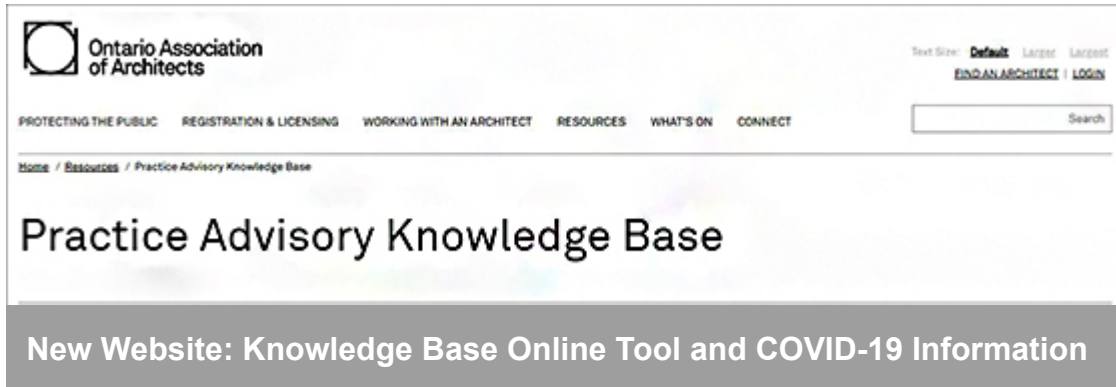 Ontario Association
of Architects
Text Size: Default Larger Largest
FIND AN ARCHITECT | LOGIN
PROTECTING THE PUBLIC REGISTRATION & LICENSING WORKING WITH AN ARCHITECT RESOURCES WHAT'S ON CONNECT
Search
Home / Resources / Practice Advisory Knowledge Base
Practice Advisory Knowledge Base
New Website: Knowledge Base Online Tool and COVID-19 Information